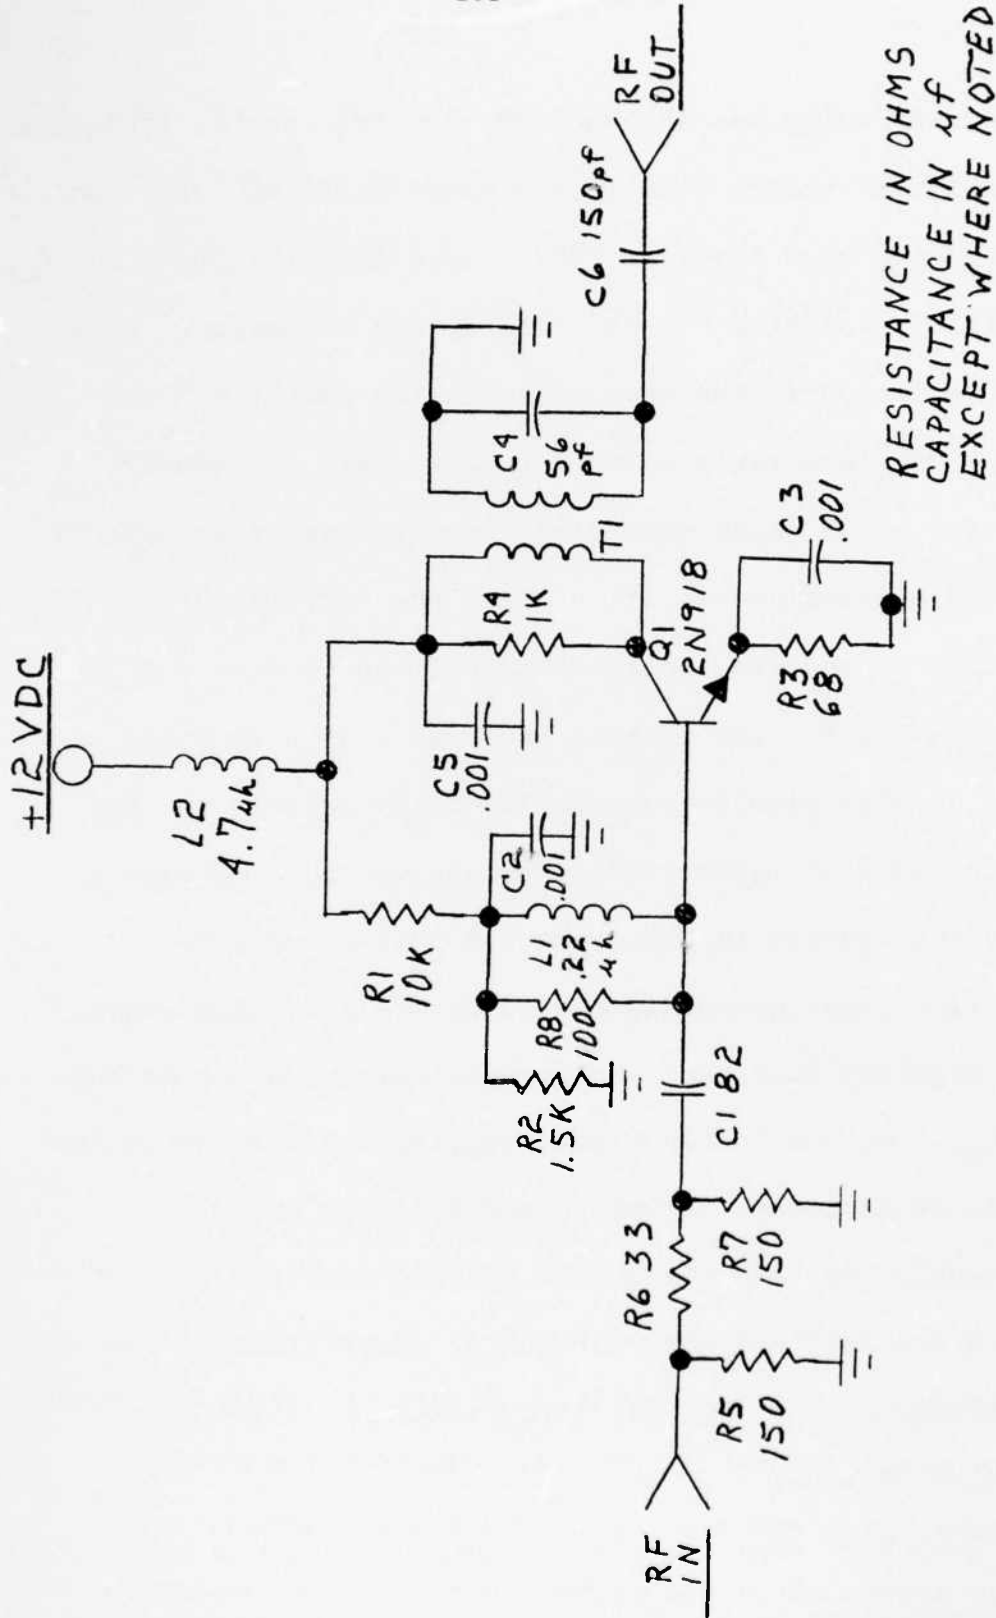 +12 VDC
L2
4.7 μh
R1
10K
C5
.001
R4
1K
T1
C4
56
pf
C6 150pf
RF
OUT
R2
1.5K
R8
100
L1
.22
μh
C2
.001
Q1
2N918
R3
68
C3
.001
RF
IN
R5
150
R6 33
R7
150
C1 82
RESISTANCE IN OHMS
CAPACITANCE IN μf
EXCEPT WHERE NOTED